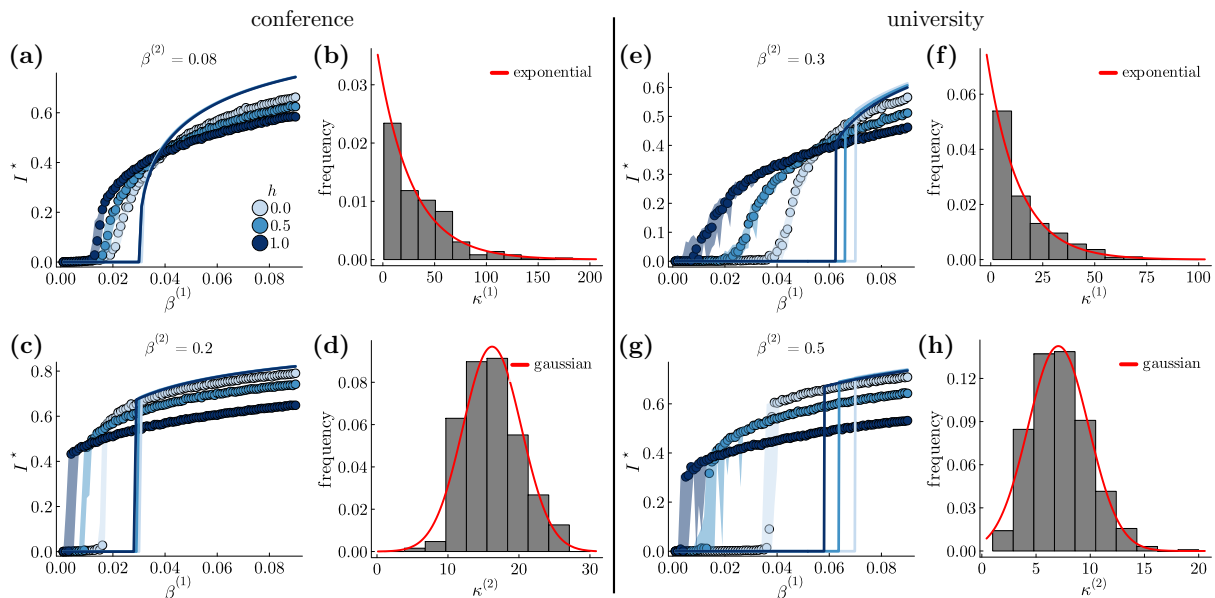 conference
university
(a)
β^(2) = 0.08
I*
0.6
0.4
0.2
0.0
0.00 0.02 0.04 0.06 0.08
β^(1)
h
0.0
0.5
1.0
(b)
exponential
frequency
0.03
0.02
0.01
0.00
0 50 100 150 200
κ^(1)
(e)
β^(2) = 0.3
I*
0.6
0.5
0.4
0.3
0.2
0.1
0.0
0.00 0.02 0.04 0.06 0.08
β^(1)
(f)
exponential
frequency
0.06
0.04
0.02
0.00
0 25 50 75 100
κ^(1)
(c)
β^(2) = 0.2
I*
0.8
0.6
0.4
0.2
0.0
0.00 0.02 0.04 0.06 0.08
β^(1)
(d)
gaussian
frequency
0.08
0.06
0.04
0.02
0.00
0 10 20 30
κ^(2)
(g)
β^(2) = 0.5
I*
0.6
0.4
0.2
0.0
0.00 0.02 0.04 0.06 0.08
β^(1)
(h)
gaussian
frequency
0.12
0.09
0.06
0.03
0.00
0 5 10 15 20
κ^(2)